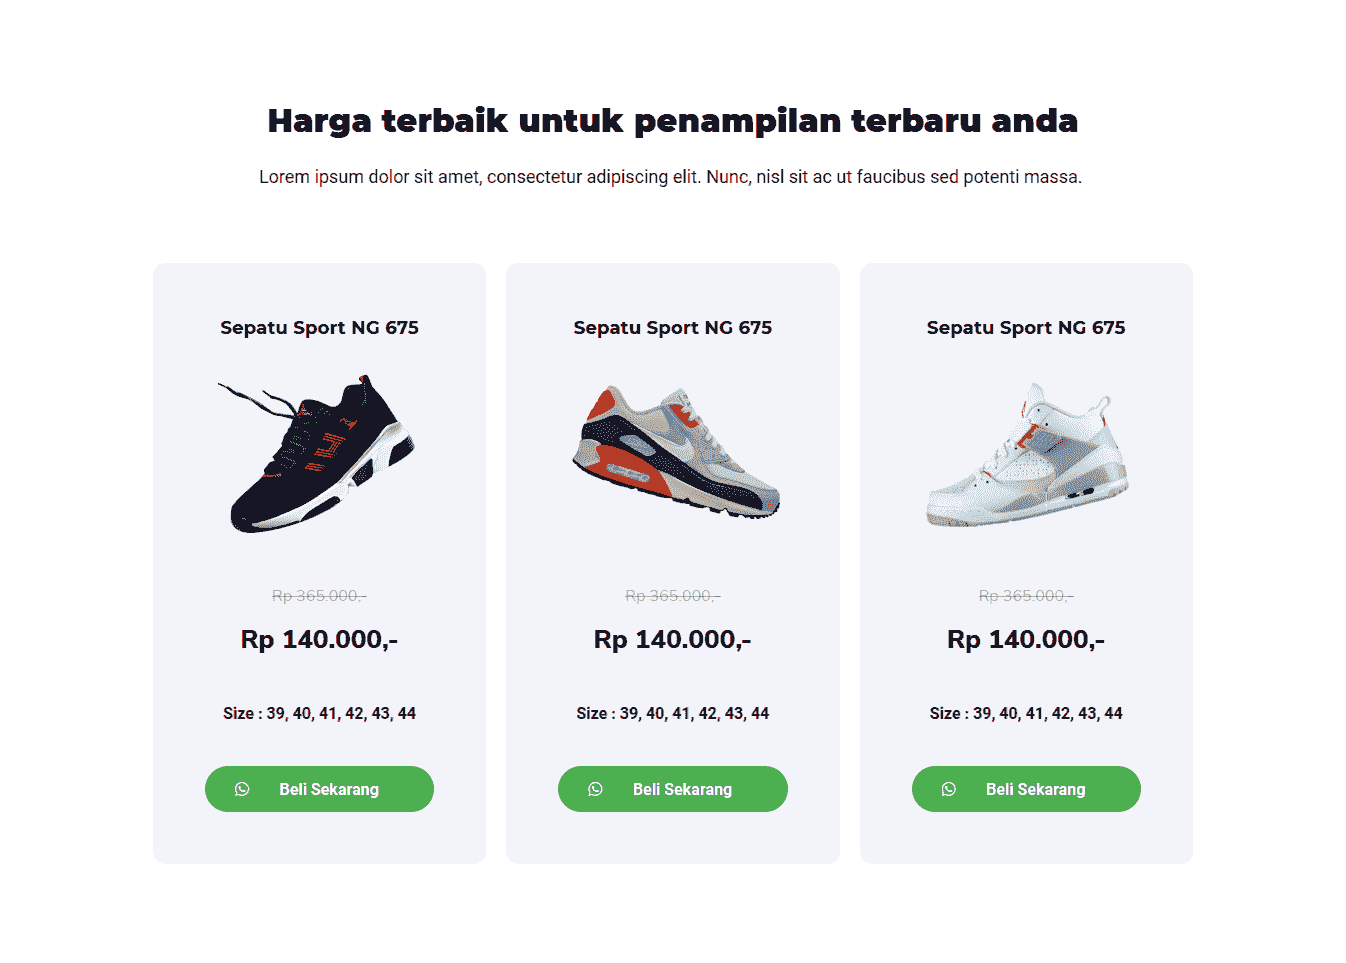 Harga terbaik untuk penampilan terbaru anda
Lorem ipsum dolor sit amet, consectetur adipiscing elit. Nunc, nisl sit ac ut faucibus sed potenti massa.
Sepatu Sport NG 675
Rp 365.000,-
Rp 140.000,-
Size : 39, 40, 41, 42, 43, 44
Beli Sekarang
Sepatu Sport NG 675
Rp 365.000,-
Rp 140.000,-
Size : 39, 40, 41, 42, 43, 44
Beli Sekarang
Sepatu Sport NG 675
Rp 365.000,-
Rp 140.000,-
Size : 39, 40, 41, 42, 43, 44
Beli Sekarang